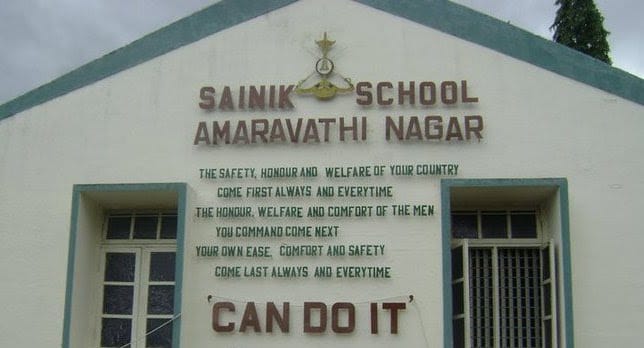 SAINIK SCHOOL
AMARAVATHI NAGAR
THE SAFETY, HONOUR AND WELFARE OF YOUR COUNTRY
COME FIRST ALWAYS AND EVERYTIME
THE HONOUR, WELFARE AND COMFORT OF THE MEN
YOU COMMAND COME NEXT
YOUR OWN EASE, COMFORT AND SAFETY
COME LAST ALWAYS AND EVERYTIME
'CAN DO IT'